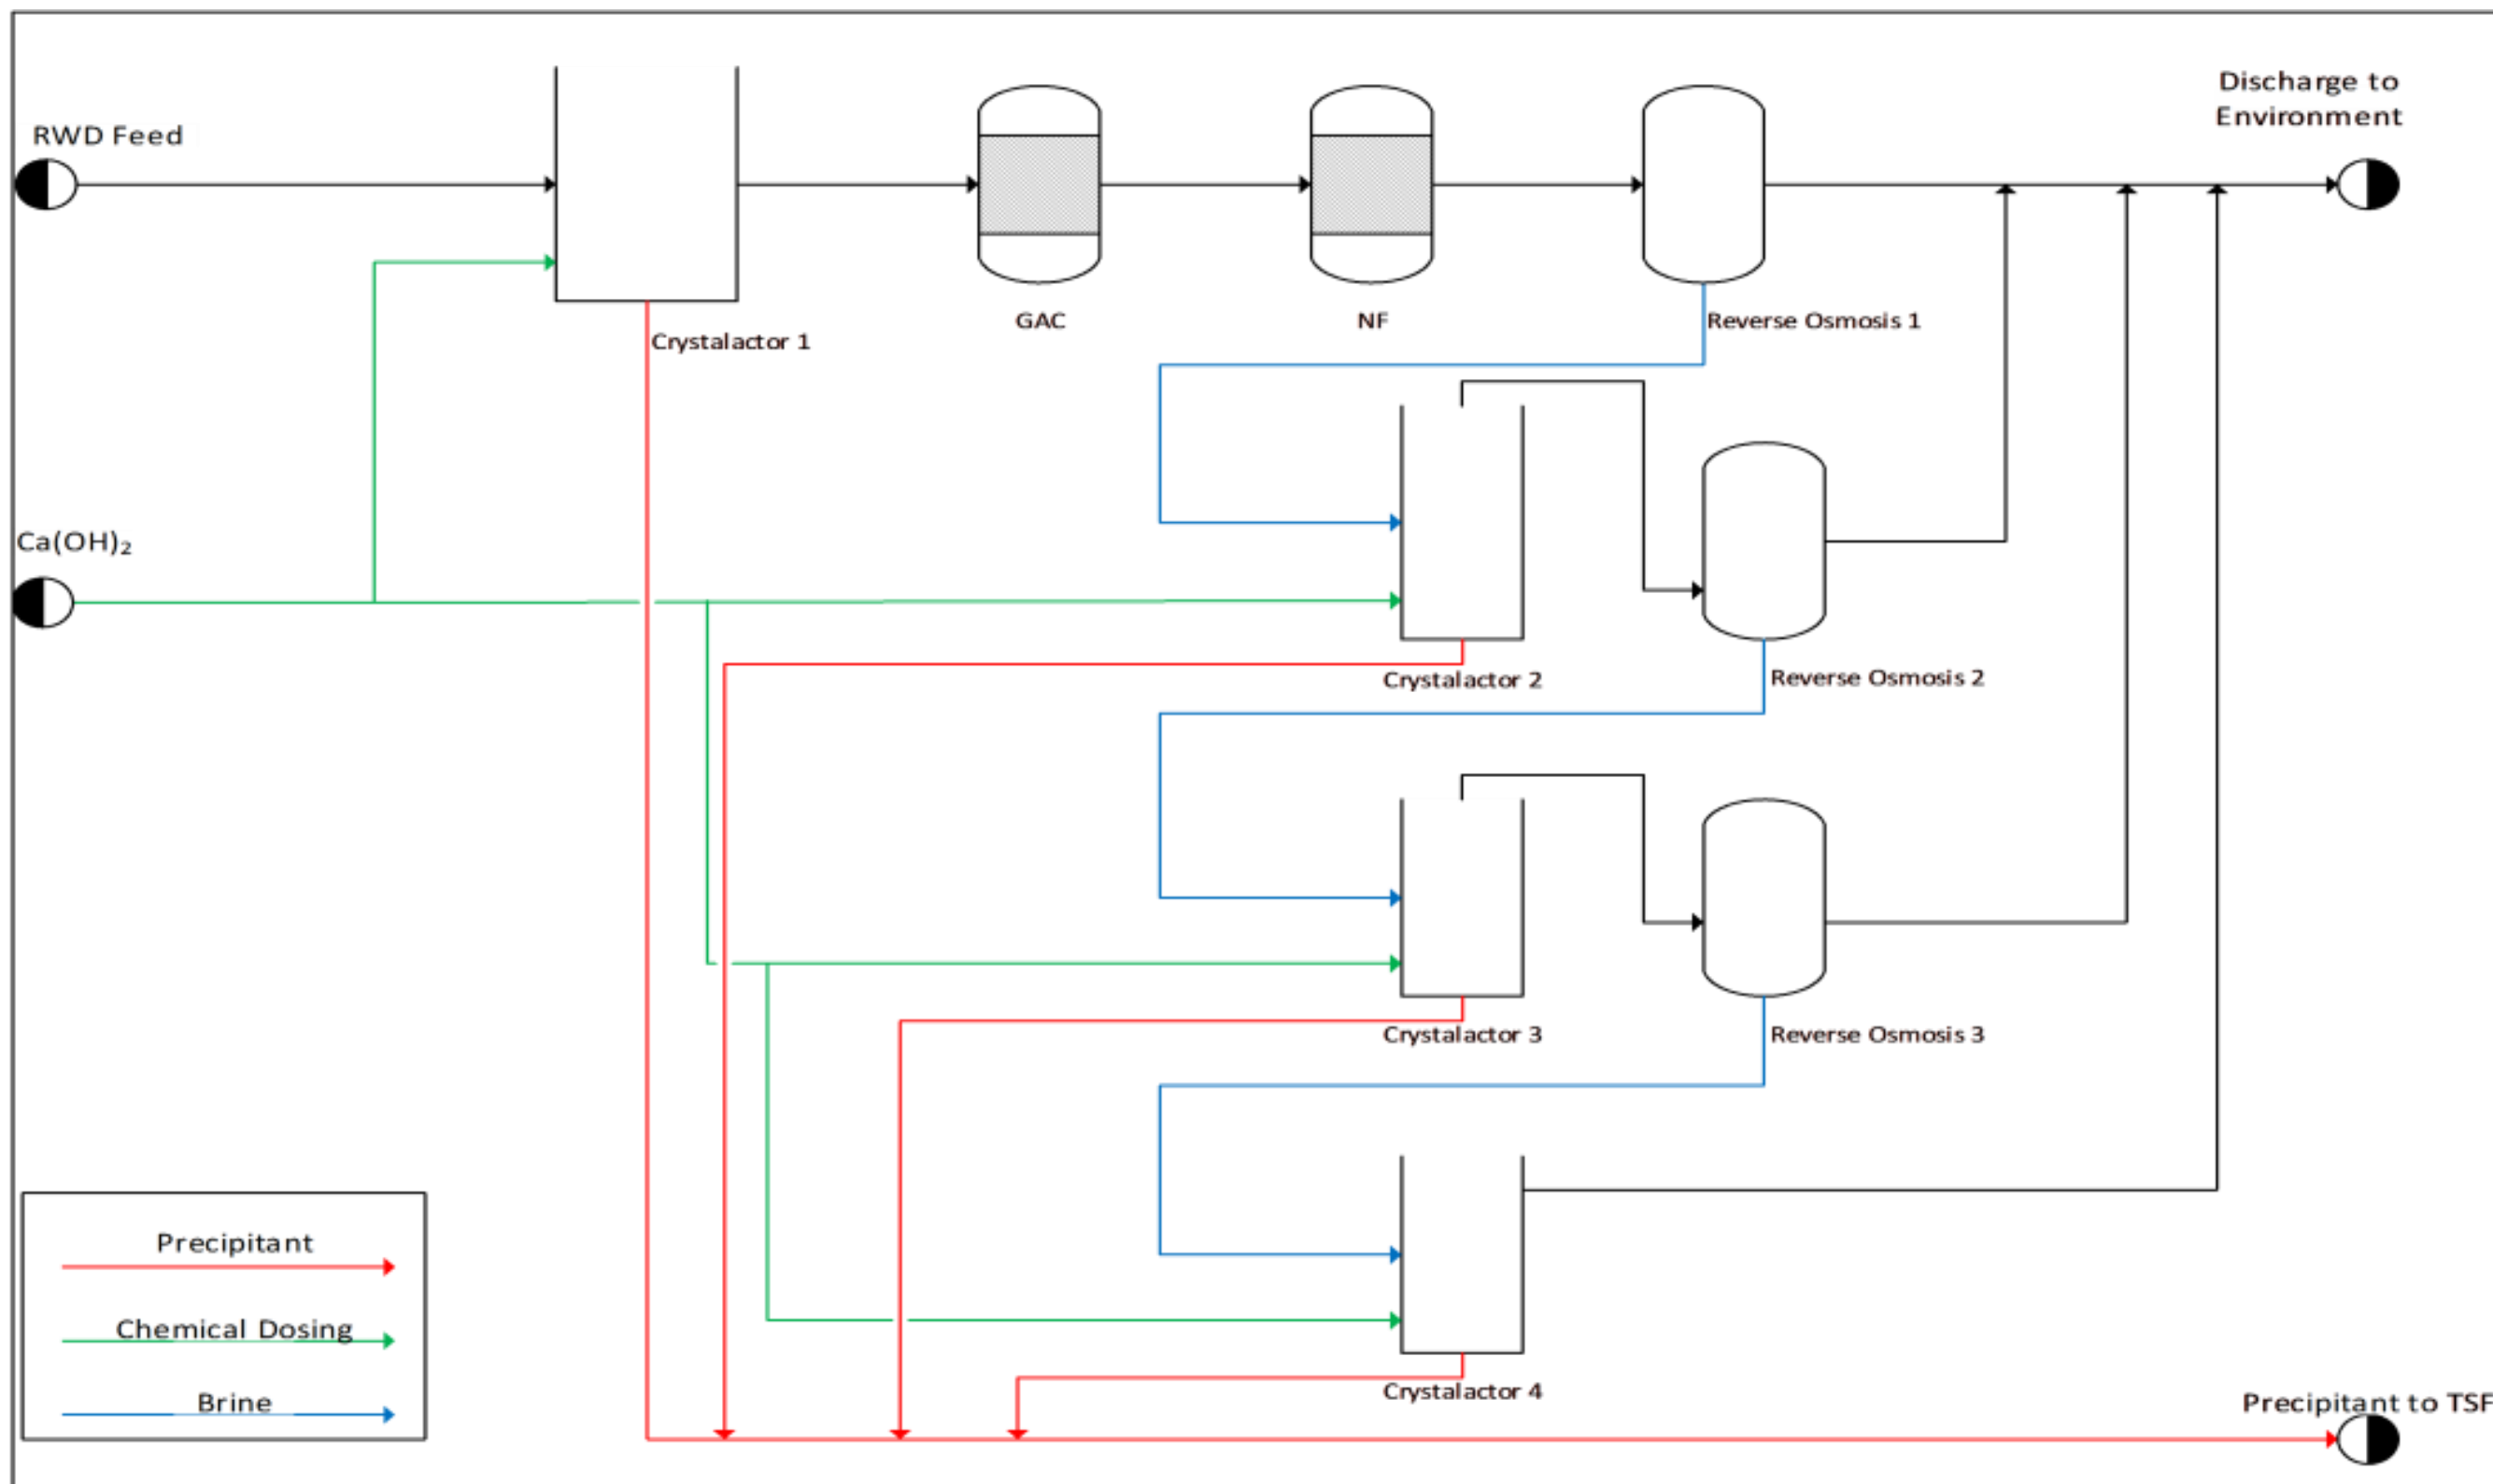 Discharge to
Environment
RWD Feed
GAC
NF
Reverse Osmosis 1
Crystalactor 1
Ca(OH)₂
Crystalactor 2
Reverse Osmosis 2
Crystalactor 3
Reverse Osmosis 3
Precipitant
Chemical Dosing
Brine
Crystalactor 4
Precipitant to TSF